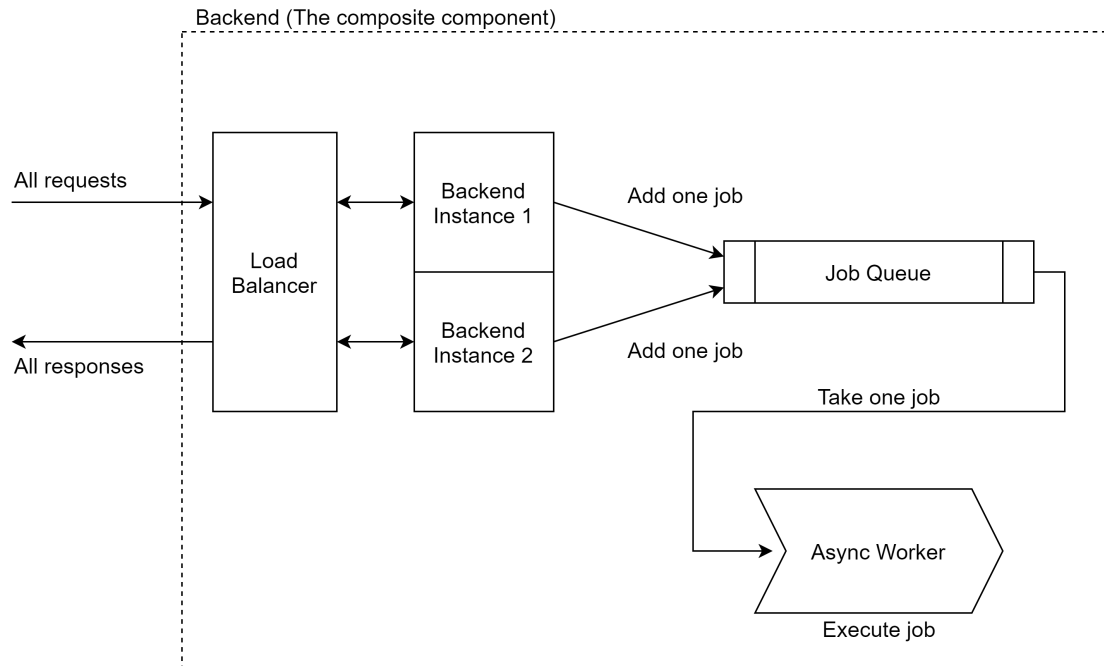 Backend (The composite component)
All requests
Load
Balancer
All responses
Backend
Instance 1
Backend
Instance 2
Add one job
Add one job
Job Queue
Take one job
Async Worker
Execute job